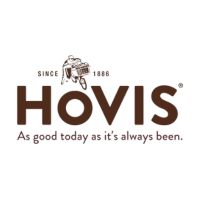 SINCE 1886
HOVIS®
As good today as it's always been.